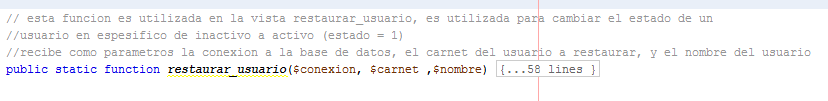 // esta funcion es utilizada en la vista restaurar_usuario, es utilizada para cambiar el estado de un
//usuario en espesifico de inactivo a activo (estado = 1)
//recibe como parametros la conexion a la base de datos, el carnet del usuario a restaurar, y el nombre del usuario
public static function restaurar_usuario($conexion, $carnet ,$nombre) {...58 lines }